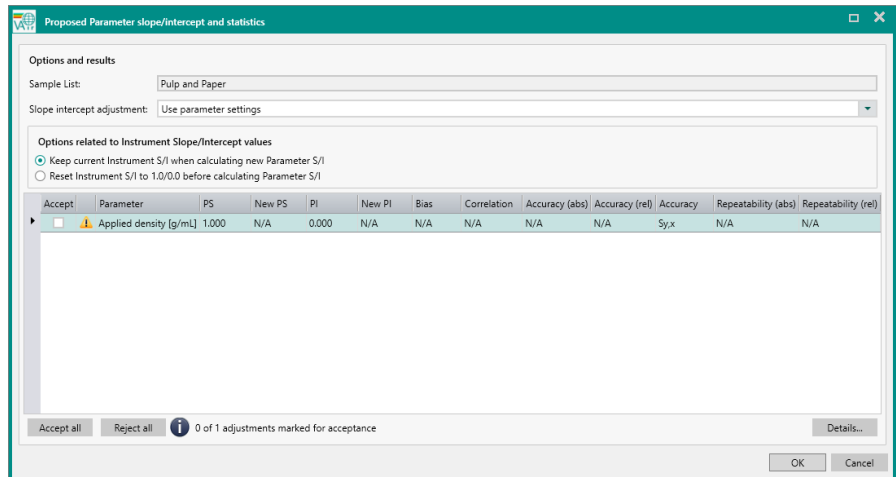 Proposed Parameter slope/intercept and statistics
Options and results
Sample List: Pulp and Paper
Slope intercept adjustment: Use parameter settings
Options related to Instrument Slope/Intercept values
Keep current Instrument S/I when calculating new Parameter S/I
Reset Instrument S/I to 1.0/0.0 before calculating Parameter S/I
Accept Parameter PS New PS PI New PI Bias Correlation Accuracy (abs) Accuracy (rel) Accuracy Repeatability (abs) Repeatability (rel)
Applied density [g/mL] 1.000 N/A 0.000 N/A N/A N/A N/A N/A Sy,x N/A N/A
Accept all Reject all i 0 of 1 adjustments marked for acceptance Details...
OK Cancel